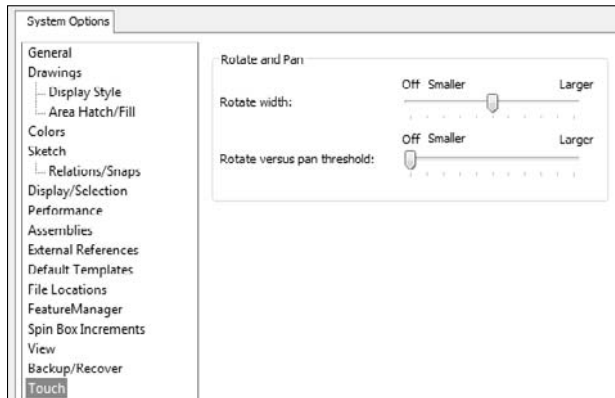 System Options
General
Drawings
Display Style
Area Hatch/Fill
Colors
Sketch
Relations/Snaps
Display/Selection
Performance
Assemblies
External References
Default Templates
File Locations
FeatureManager
Spin Box Increments
View
Backup/Recover
Touch
Rotate and Pan
Off Smaller Larger
Rotate width:
Off Smaller Larger
Rotate versus pan threshold: